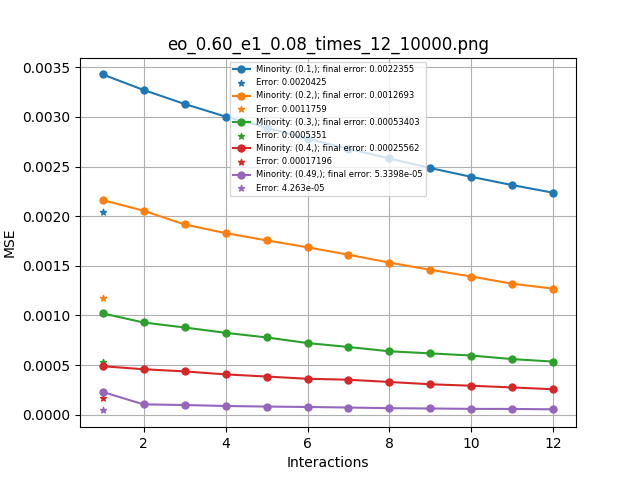 eo_0.60_e1_0.08_times_12_10000.png
Minority: (0.1,); final error: 0.0022355
Error: 0.0020425
Minority: (0.2,); final error: 0.0012693
Error: 0.0011759
Minority: (0.3,); final error: 0.00053403
Error: 0.0005351
Minority: (0.4,); final error: 0.00025562
Error: 0.00017196
Minority: (0.49,); final error: 5.3398e-05
Error: 4.263e-05
MSE
0.0035
0.0030
0.0025
0.0020
0.0015
0.0010
0.0005
0.0000
2 4 6 8 10 12
Interactions